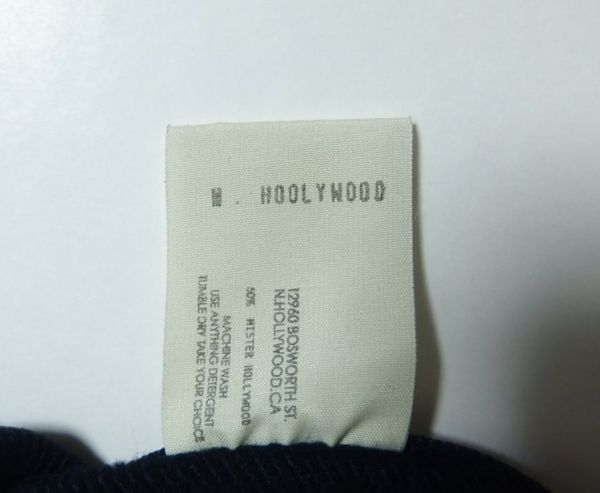 N. HOOLYWOOD
12960 BOSWORTH ST.
N.HOLLYWOOD.CA
50% MISTER HOLLYWOOD
MACHINE WASH
USE ANYTHING DETERGENT
TUMBLE DRY TAKE YOUR CHOICE